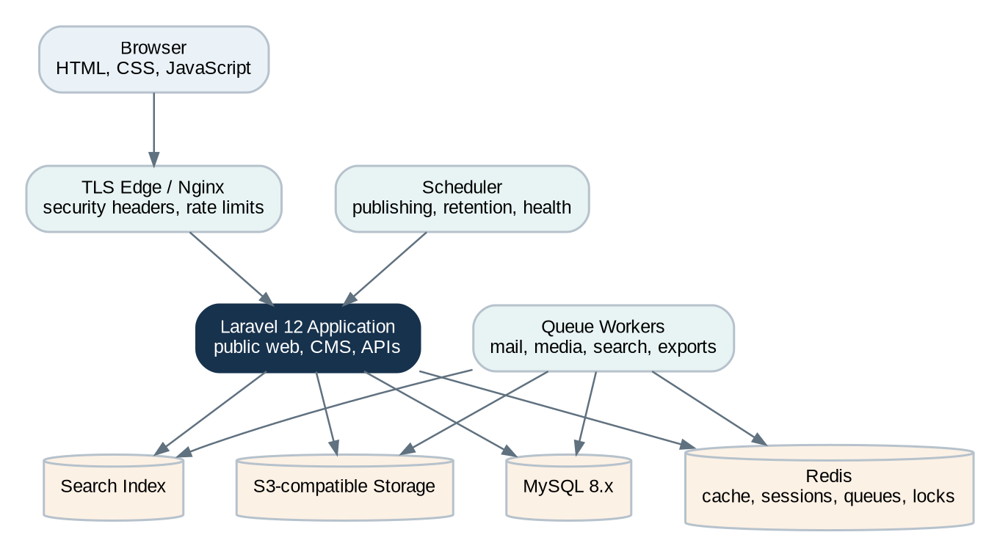 Browser
HTML, CSS, JavaScript
TLS Edge / Nginx
security headers, rate limits
Scheduler
publishing, retention, health
Laravel 12 Application
public web, CMS, APIs
Queue Workers
mail, media, search, exports
Search Index
S3-compatible Storage
MySQL 8.x
Redis
cache, sessions, queues, locks